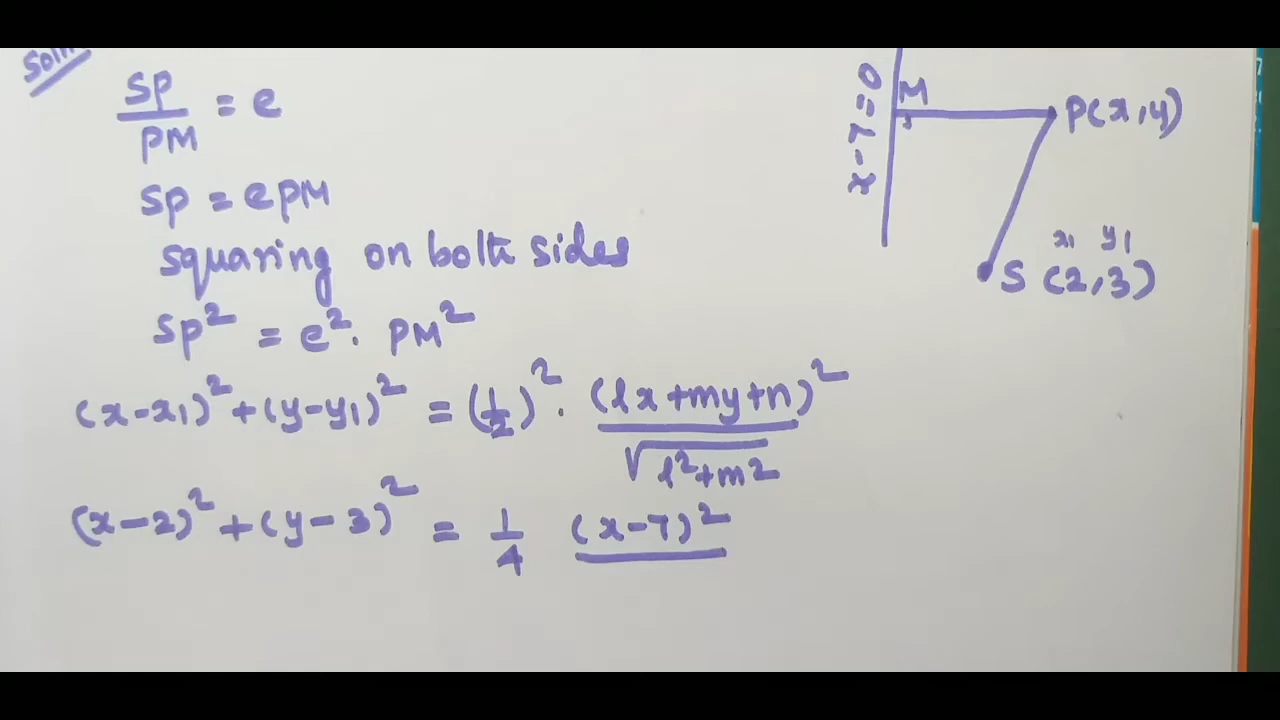 Soln
SP/PM = e
SP = ePM
squaring on both sides
SP² = e². PM²
(x-x₁)² + (y-y₁)² = (1/2)². (lx+my+n)²/√l²+m²
(x-2)² + (y-3)² = 1/4 (x-7)²
x-7=0
M
P(x,y)
x₁ y₁
S (2,3)